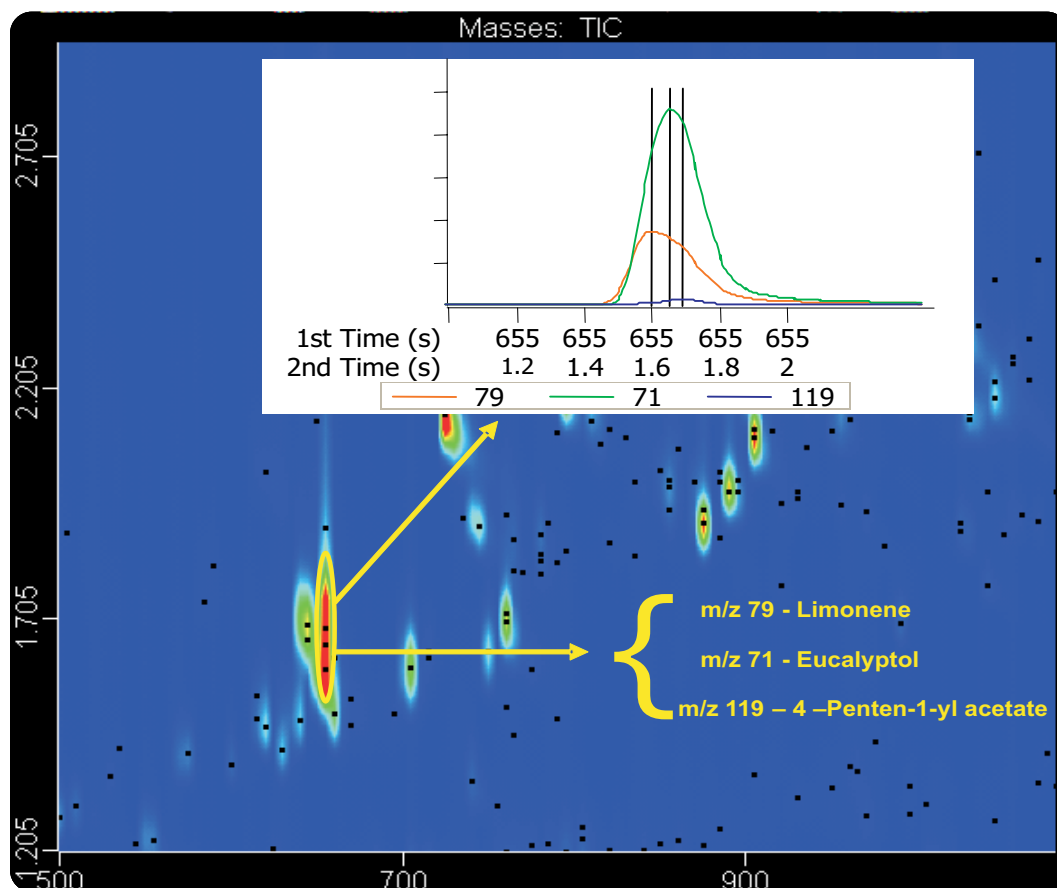 Masses: TIC
2.705
2.205
1.705
1.205
1st Time (s) 655 655 655 655 655
2nd Time (s) 1.2 1.4 1.6 1.8 2
79 71 119
m/z 79 - Limonene
m/z 71 - Eucalyptol
m/z 119 – 4 –Penten-1-yl acetate
500 700 900